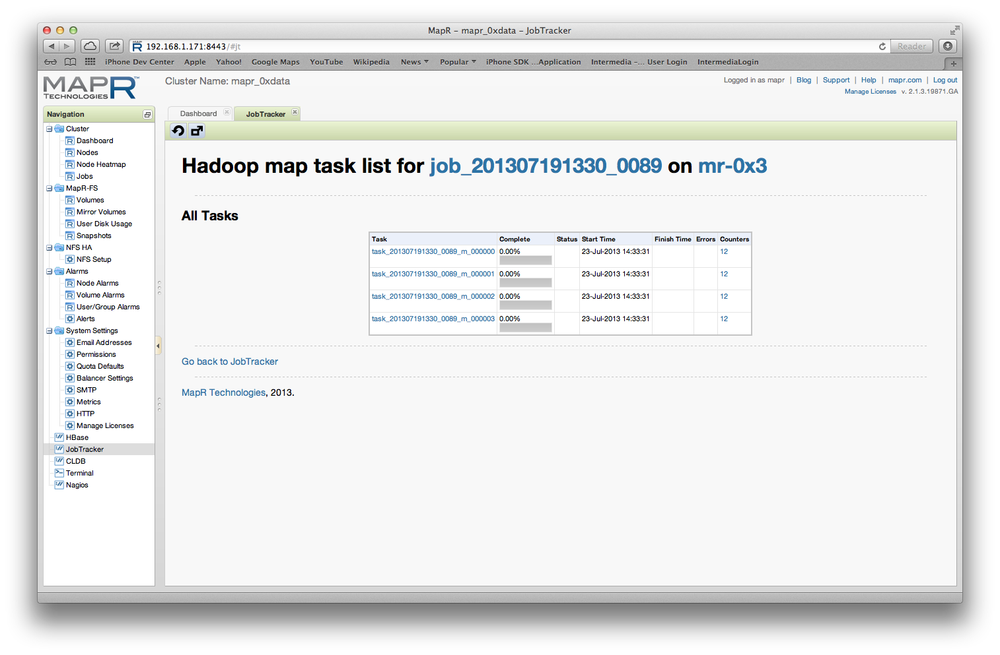 MapR – mapr_0xdata – JobTracker
192.168.1.171:8443/#jt
Reader
iPhone Dev Center Apple Yahoo! Google Maps YouTube Wikipedia News Popular iPhone SDK ...Application Intermedia –... User Login IntermediaLogin
MAPR™ TECHNOLOGIES
Cluster Name: mapr_0xdata
Logged in as mapr | Blog | Support | Help | mapr.com | Log out
Manage Licenses v. 2.1.3.19871.GA
Navigation
Cluster
Dashboard
Nodes
Node Heatmap
Jobs
MapR-FS
Volumes
Mirror Volumes
User Disk Usage
Snapshots
NFS HA
NFS Setup
Alarms
Node Alarms
Volume Alarms
User/Group Alarms
Alerts
System Settings
Email Addresses
Permissions
Quota Defaults
Balancer Settings
SMTP
Metrics
HTTP
Manage Licenses
HBase
JobTracker
CLDB
Terminal
Nagios
Dashboard JobTracker
Hadoop map task list for job_201307191330_0089 on mr-0x3
All Tasks
Task Complete Status Start Time Finish Time Errors Counters
task_201307191330_0089_m_000000 0.00% 23-Jul-2013 14:33:31 12
task_201307191330_0089_m_000001 0.00% 23-Jul-2013 14:33:31 12
task_201307191330_0089_m_000002 0.00% 23-Jul-2013 14:33:31 12
task_201307191330_0089_m_000003 0.00% 23-Jul-2013 14:33:31 12
Go back to JobTracker
MapR Technologies, 2013.